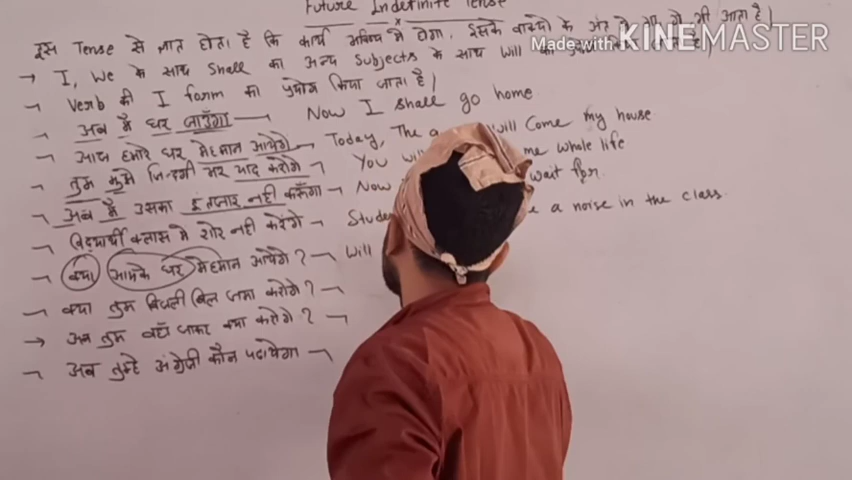 Future Indefinite Tense
इस Tense से ज्ञात होता है कि कार्य भविष्य मे होगा, इसके वाक्यो के अंत मे गा, गे, गी आता है|
Made with KINEMASTER
→ I, We के साथ Shall का अन्य Subjects के साथ will का
→ Verb की I form का प्रयोग किया जाता है|
→ अब मै घर जाऊँगा — Now I shall go home
→ आज हमारे घर मेहमान आयेगे — Today, The will Come my house
→ तुम मुझे जिन्दगी भर याद करोगे — You me whole life
→ अब मै उसका इन्तजार नही करूँगा — Now wait for
→ विद्यार्थी क्लास मे शोर नही करेंगे — a noise in the class
→ क्या आपके घर मेहमान आयेगे? — Will
→ क्या तुम बिजली बिल जमा करोगे? —
→ अब तुम वहाँ जाकर क्या करोगे? —
→ अब तुम्हे अंग्रेजी कौन पढायेगा —